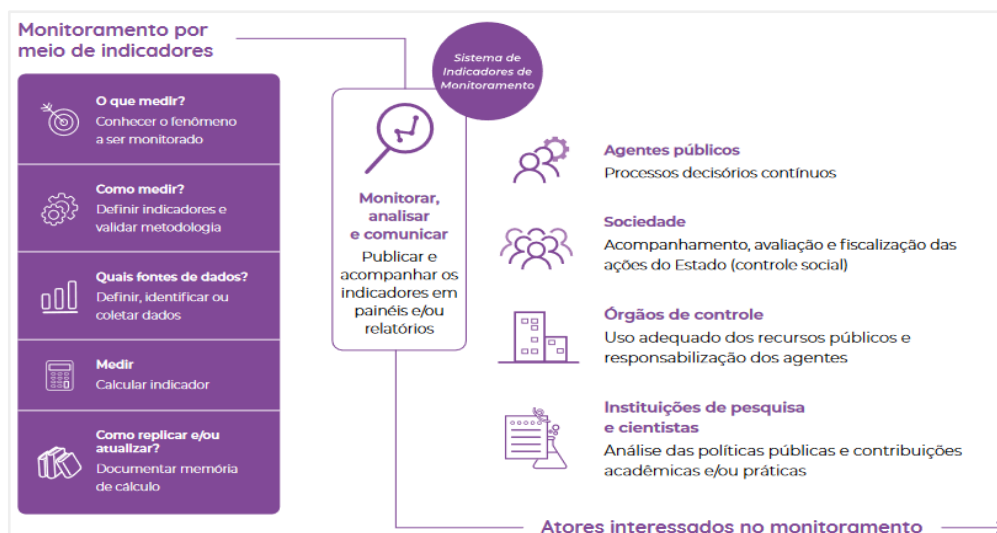 Monitoramento por
meio de indicadores
O que medir?
Conhecer o fenômeno
a ser monitorado
Como medir?
Definir indicadores e
validar metodologia
Quais fontes de dados?
Definir, identificar ou
coletar dados
Medir
Calcular indicador
Como replicar e/ou
atualizar?
Documentar memória
de cálculo
Sistema de
Indicadores de
Monitoramento
Monitorar,
analisar
e comunicar
Publicar e
acompanhar os
indicadores em
painéis e/ou
relatórios
Agentes públicos
Processos decisórios contínuos
Sociedade
Acompanhamento, avaliação e fiscalização das
ações do Estado (controle social)
Órgãos de controle
Uso adequado dos recursos públicos e
responsabilização dos agentes
Instituições de pesquisa
e cientistas
Análise das políticas públicas e contribuições
acadêmicas e/ou práticas
Atores interessados no monitoramento